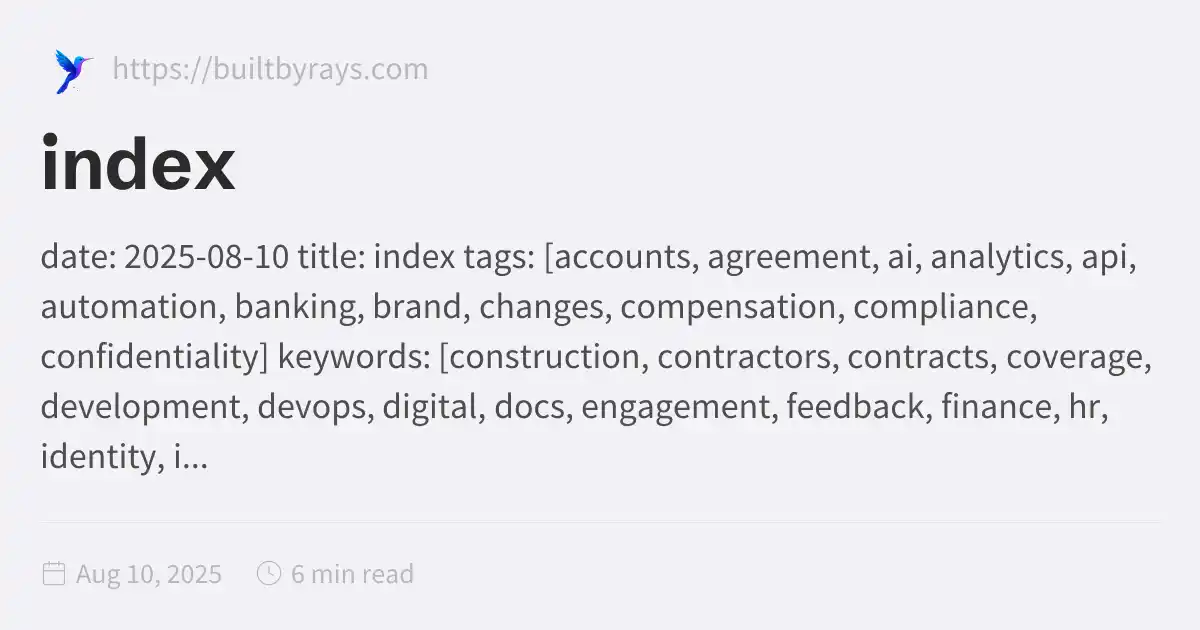 https://builtbyrays.com
index
date: 2025-08-10 title: index tags: [accounts, agreement, ai, analytics, api,
automation, banking, brand, changes, compensation, compliance,
confidentiality] keywords: [construction, contractors, contracts, coverage,
development, devops, digital, docs, engagement, feedback, finance, hr,
identity, i...
Aug 10, 2025 6 min read